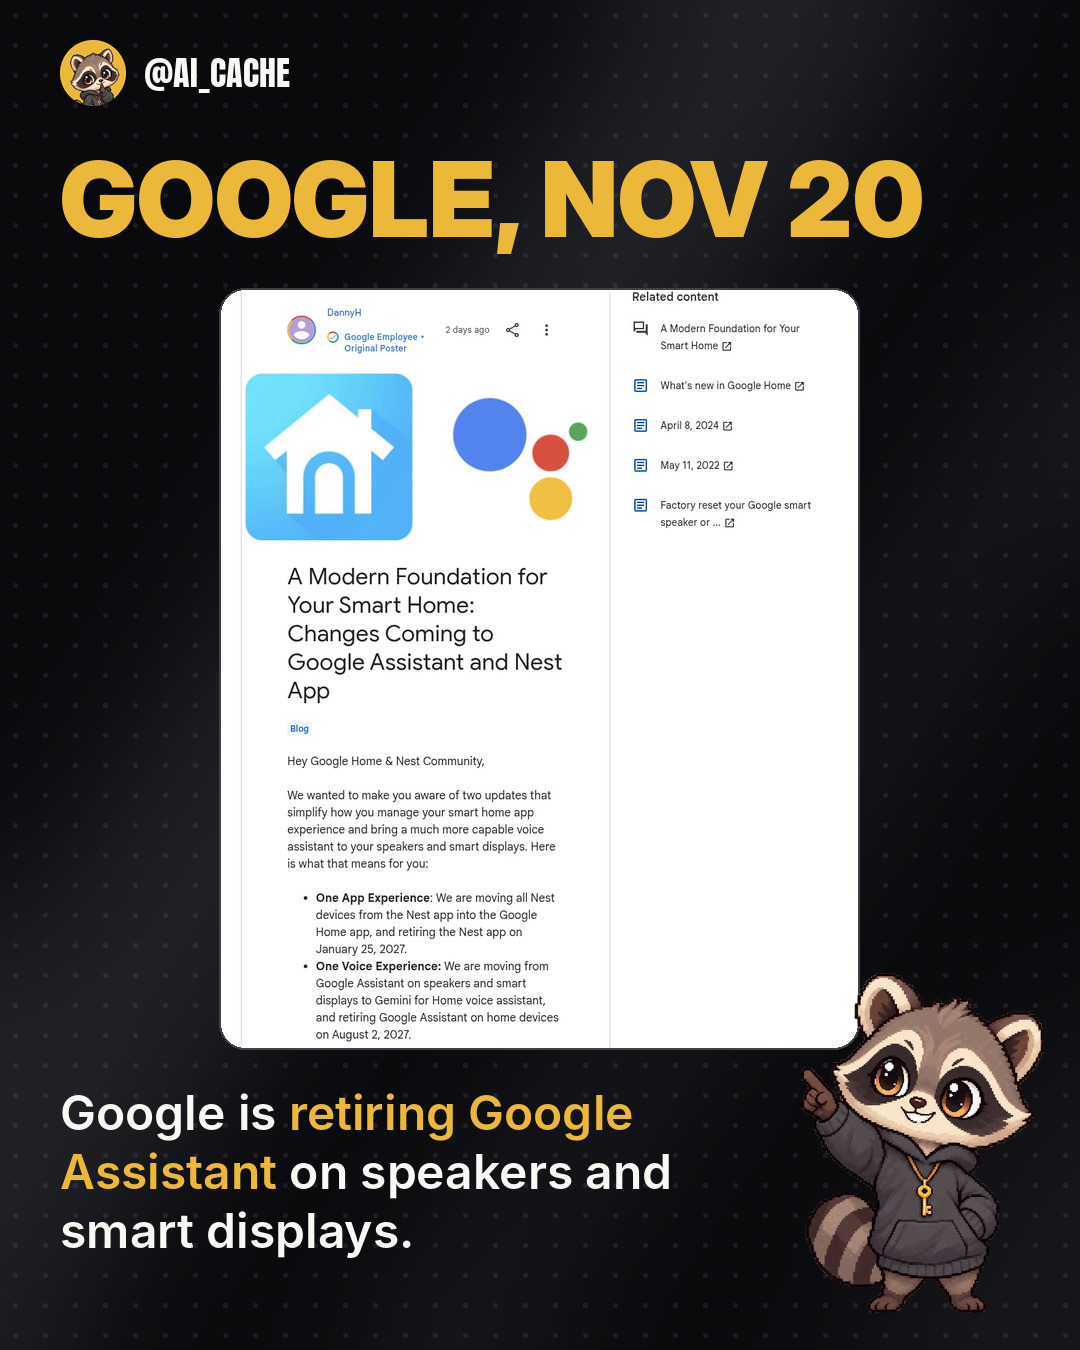 @AI_CACHE
GOOGLE, NOV 20
DannyH
Google Employee •
Original Poster
2 days ago
A Modern Foundation for
Your Smart Home:
Changes Coming to
Google Assistant and Nest
App
Blog
Hey Google Home & Nest Community,
We wanted to make you aware of two updates that
simplify how you manage your smart home app
experience and bring a much more capable voice
assistant to your speakers and smart displays. Here
is what that means for you:
• One App Experience: We are moving all Nest
devices from the Nest app into the Google
Home app, and retiring the Nest app on
January 25, 2027.
• One Voice Experience: We are moving from
Google Assistant on speakers and smart
displays to Gemini for Home voice assistant,
and retiring Google Assistant on home devices
on August 2, 2027.
Related content
A Modern Foundation for Your
Smart Home
What's new in Google Home
April 8, 2024
May 11, 2022
Factory reset your Google smart
speaker or ...
Google is retiring Google
Assistant on speakers and
smart displays.